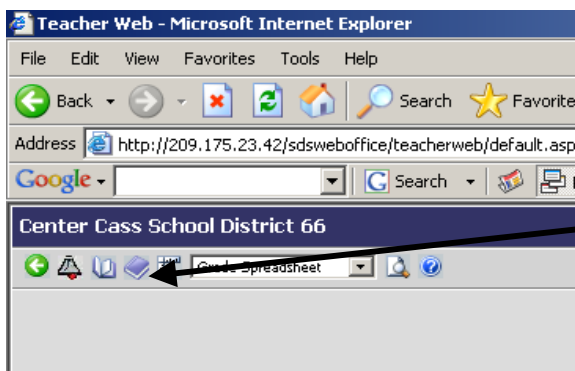 Teacher Web - Microsoft Internet Explorer
File Edit View Favorites Tools Help
Back Search Favorite
Address http://209.175.23.42/sdsweboffice/teacherweb/default.asp
Google Search
Center Cass School District 66
Grade Spreadsheet